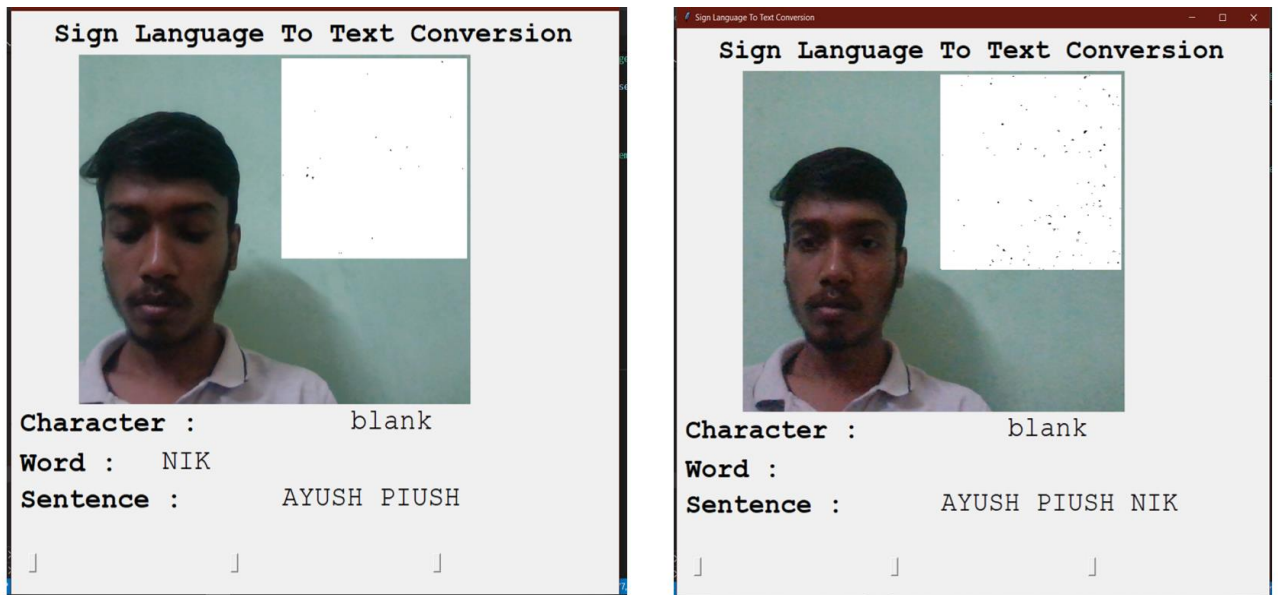 Sign Language To Text Conversion
Character : blank
Word : NIK
Sentence : AYUSH PIUSH
Sign Language To Text Conversion
Sign Language To Text Conversion
Character : blank
Word :
Sentence : AYUSH PIUSH NIK